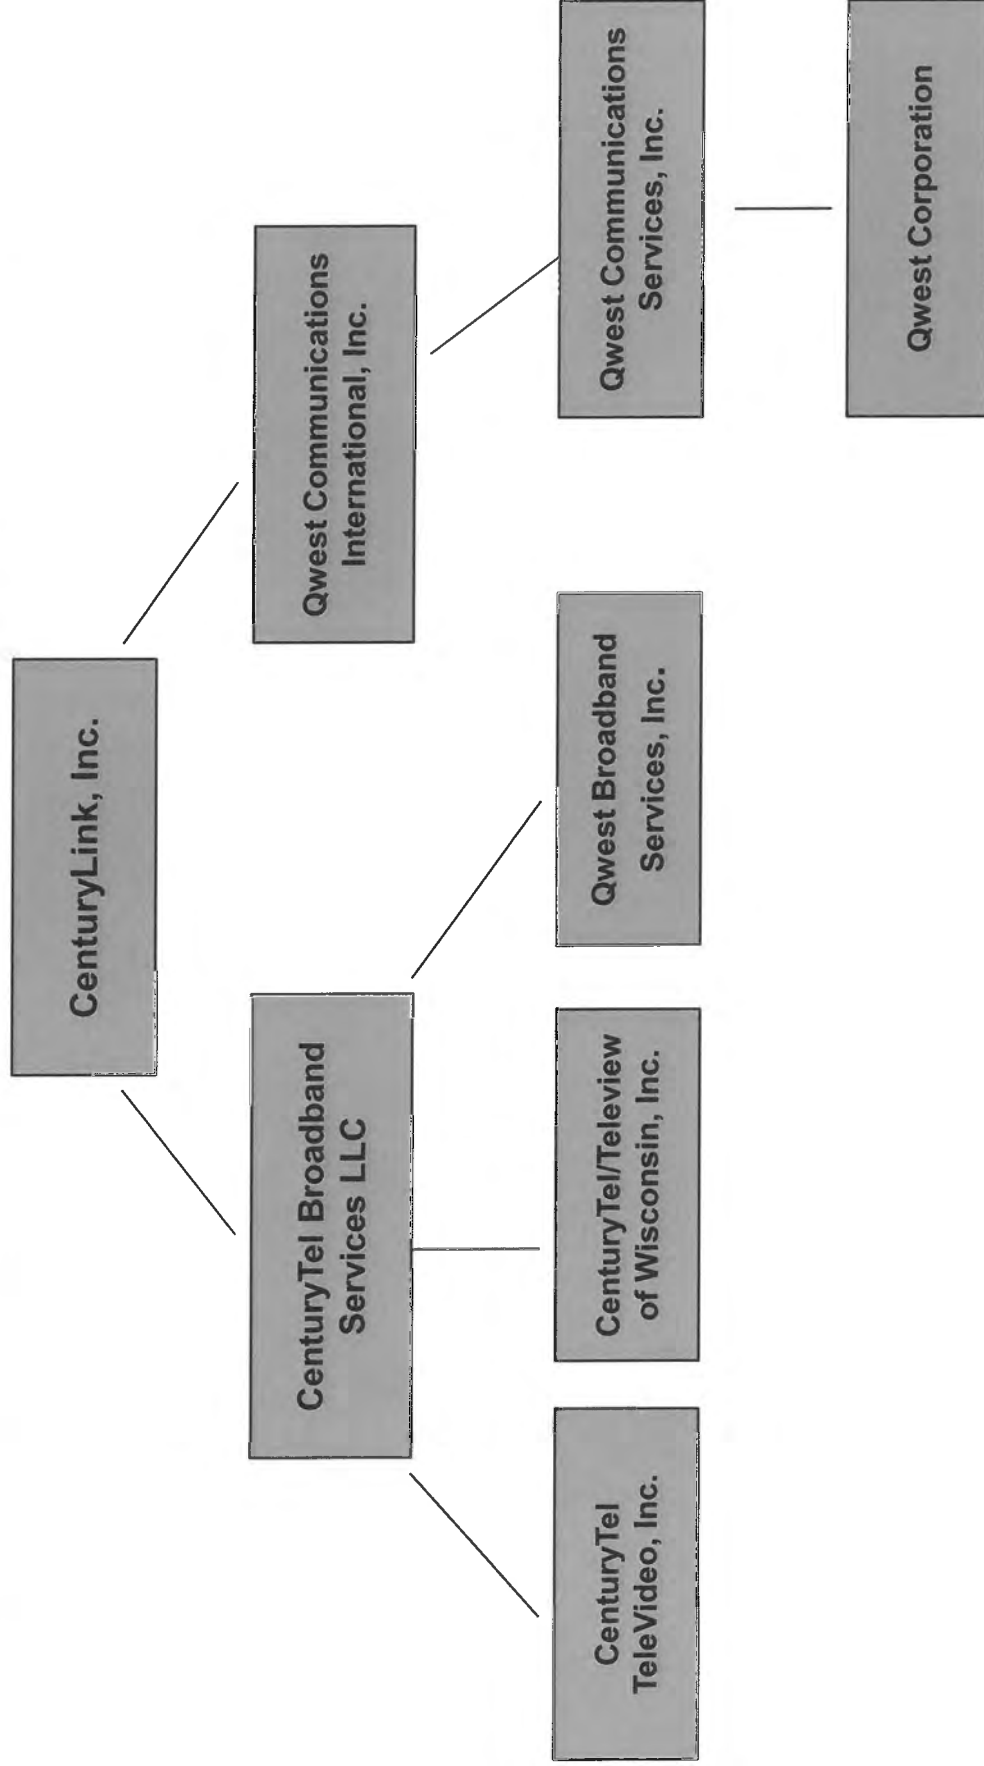 CenturyLink, Inc.
CenturyTel Broadband
Services LLC
Qwest Communications
International, Inc.
CenturyTel
TeleVideo, Inc.
CenturyTel/Teleview
of Wisconsin, Inc.
Qwest Broadband
Services, Inc.
Qwest Communications
Services, Inc.
Qwest Corporation